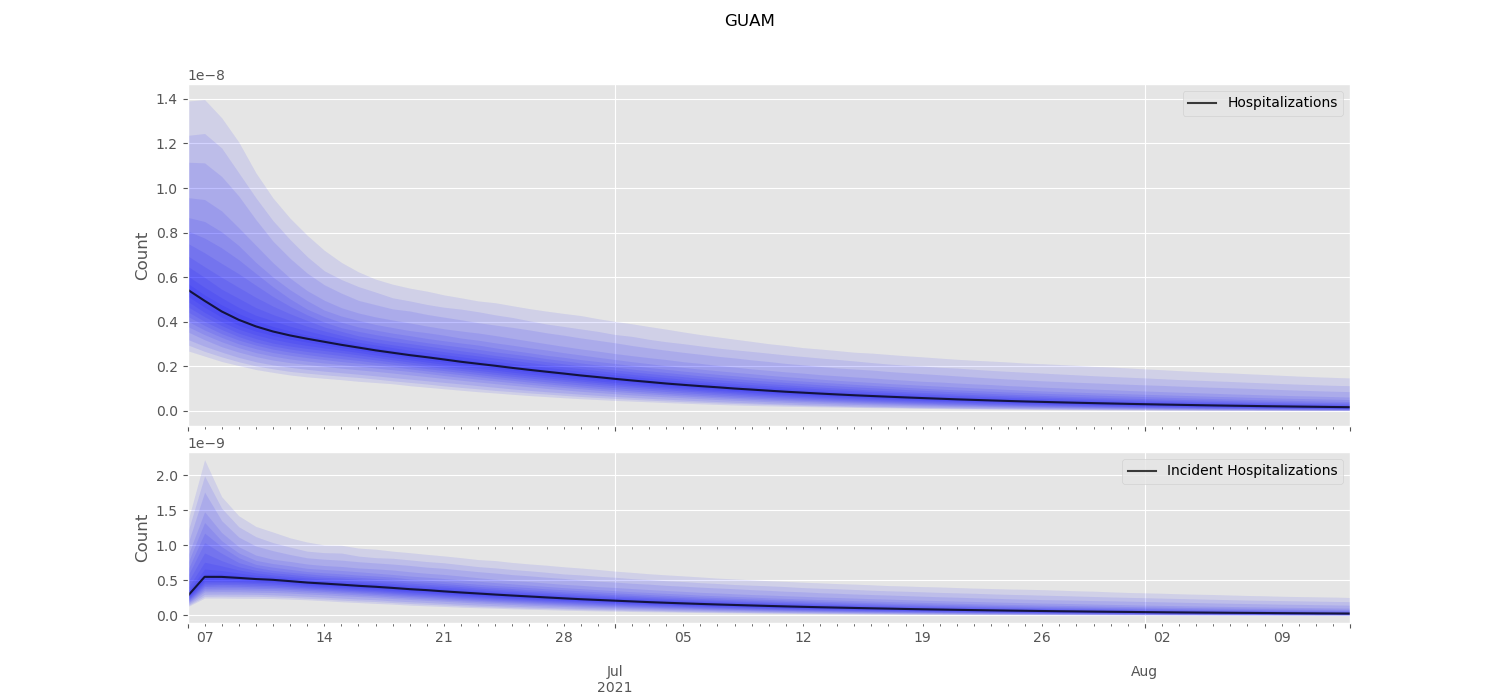 GUAM
1e−8
1.4
1.2
1.0
0.8
0.6
0.4
0.2
0.0
Count
Hospitalizations
1e−9
2.0
1.5
1.0
0.5
0.0
Count
Incident Hospitalizations
07 14 21 28 05 12 19 26 02 09
Jul Aug
2021